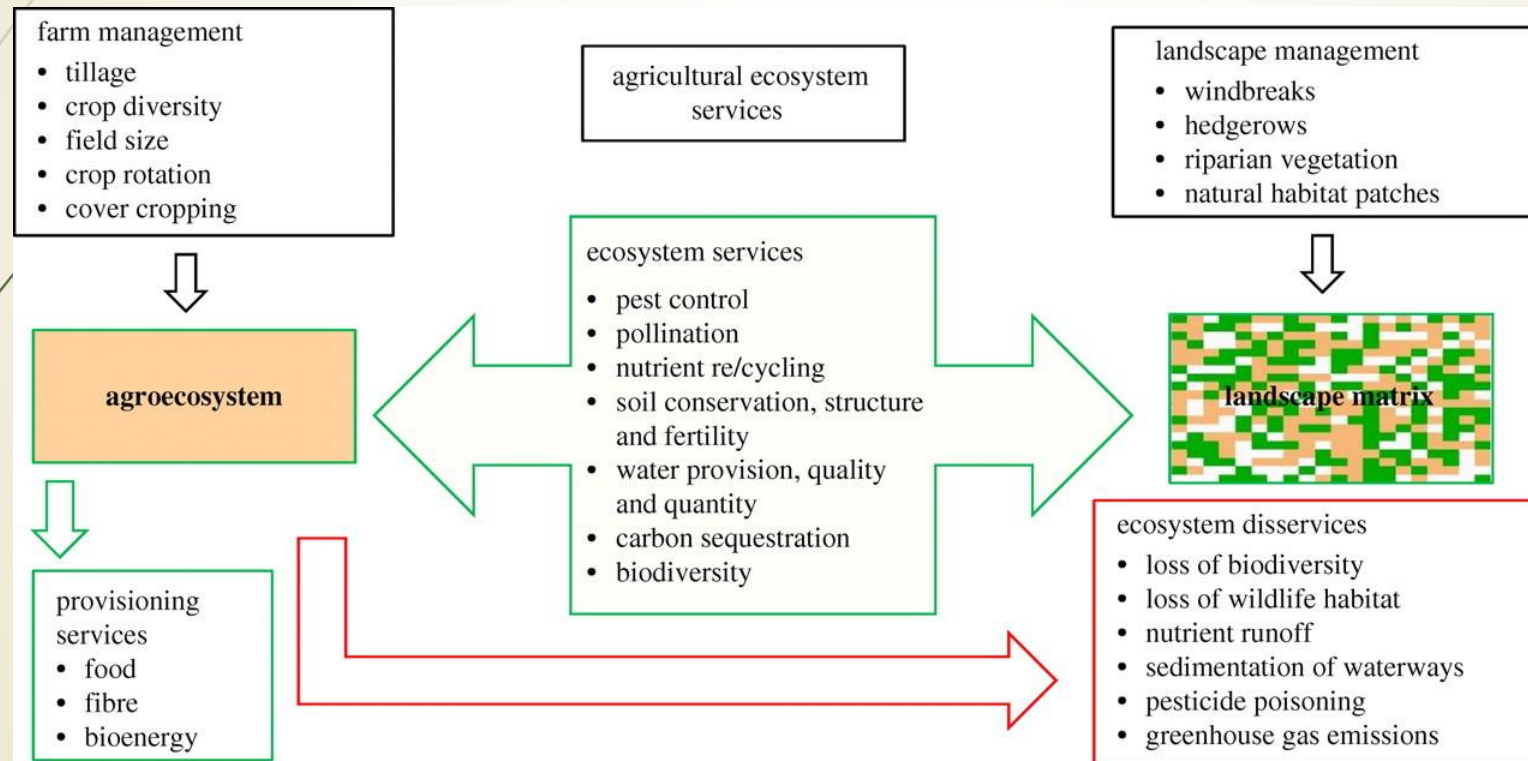 farm management
• tillage
• crop diversity
• field size
• crop rotation
• cover cropping
agricultural ecosystem
services
landscape management
• windbreaks
• hedgerows
• riparian vegetation
• natural habitat patches
ecosystem services
• pest control
• pollination
• nutrient re/cycling
• soil conservation, structure
and fertility
• water provision, quality
and quantity
• carbon sequestration
• biodiversity
agroecosystem
landscape matrix
provisioning
services
• food
• fibre
• bioenergy
ecosystem disservices
• loss of biodiversity
• loss of wildlife habitat
• nutrient runoff
• sedimentation of waterways
• pesticide poisoning
• greenhouse gas emissions